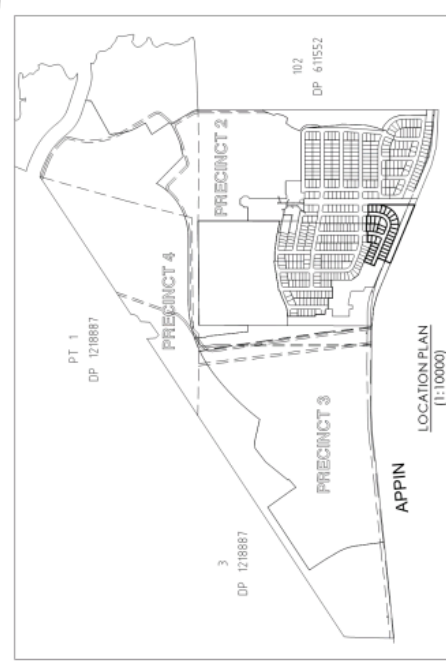 102
DP 611552
PRECINCT 2
PRECINCT 4
PT 1
DP 1218887
PRECINCT 3
3
DP 1218887
APPIN
LOCATION PLAN
(1:10000)